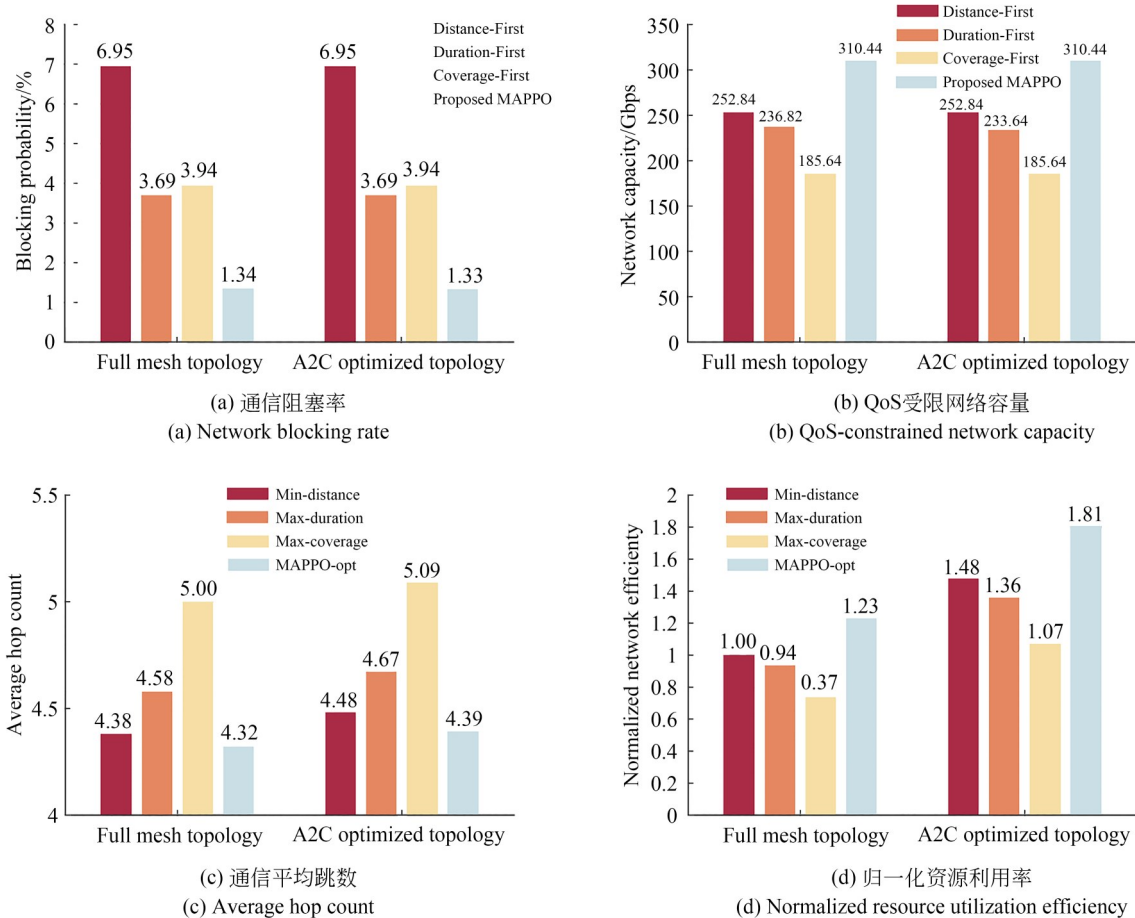 Blocking probability/%
8
7
6
5
4
3
2
1
0
6.95
3.69
3.94
1.34
6.95
3.69
3.94
1.33
Distance-First
Duration-First
Coverage-First
Proposed MAPPO
Full mesh topology
A2C optimized topology
(a) 通信阻塞率
(a) Network blocking rate
Network capacity/Gbps
350
300
250
200
150
100
50
0
Distance-First
Duration-First
Coverage-First
Proposed MAPPO
252.84
236.82
185.64
310.44
252.84
233.64
185.64
310.44
Full mesh topology
A2C optimized topology
(b) QoS受限网络容量
(b) QoS-constrained network capacity
Average hop count
5.5
5
4.5
4
Min-distance
Max-duration
Max-coverage
MAPPO-opt
4.38
4.58
5.00
4.32
4.48
4.67
5.09
4.39
Full mesh topology
A2C optimized topology
(c) 通信平均跳数
(c) Average hop count
Normalized network efficienty
2
1.8
1.6
1.4
1.2
1
0.8
0.6
0.4
0.2
0
Min-distance
Max-duration
Max-coverage
MAPPO-opt
1.00
0.94
0.37
1.23
1.48
1.36
1.07
1.81
Full mesh topology
A2C optimized topology
(d) 归一化资源利用率
(d) Normalized resource utilization efficiency